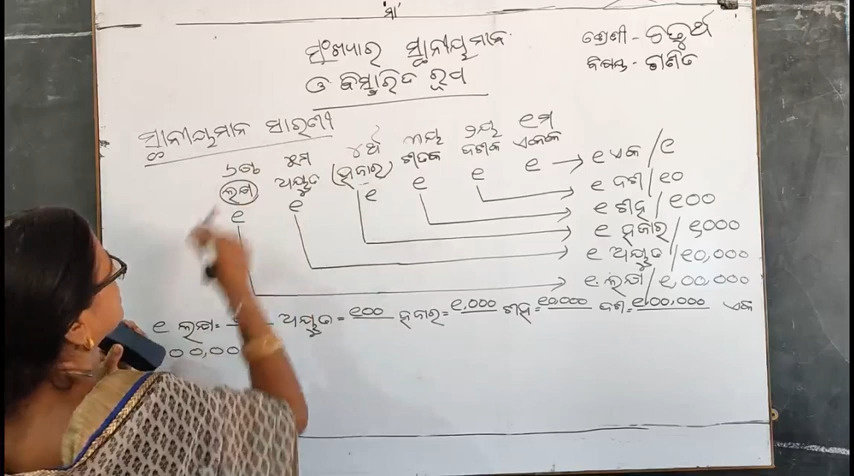 ସଂଖ୍ୟାର ସ୍ଥାନୀୟମାନ
ଓ ବିସ୍ତାରିତ ରୂପ
ଶ୍ରେଣୀ - ଚତୁର୍ଥ
ବିଷୟ - ଗଣିତ
ସ୍ଥାନୀୟମାନ ସାରଣୀ
୬ଷ୍ଠ ୫ମ ୪ର୍ଥ ୩ୟ ୨ୟ ୧ମ
ଲକ୍ଷ ଅୟୁତ (ହଜାର) ଶତକ ଦଶକ ଏକକ
୧ ୧ ୧ ୧ ୧ ୧
୧ ଏକ / ୧
୧ ଦଶ / ୧୦
୧ ଶହ / ୧୦୦
୧ ହଜାର / ୧୦୦୦
୧ ଅୟୁତ / ୧୦,୦୦୦
୧ ଲକ୍ଷ / ୧,୦୦,୦୦୦
୧ ଲକ୍ଷ = ଅୟୁତ = ୧୦୦ ହଜାର = ୧,୦୦୦ ଶହ = ୧୦,୦୦୦ ଦଶ = ୧,୦୦,୦୦୦ ଏକ
୦୦,୦୦